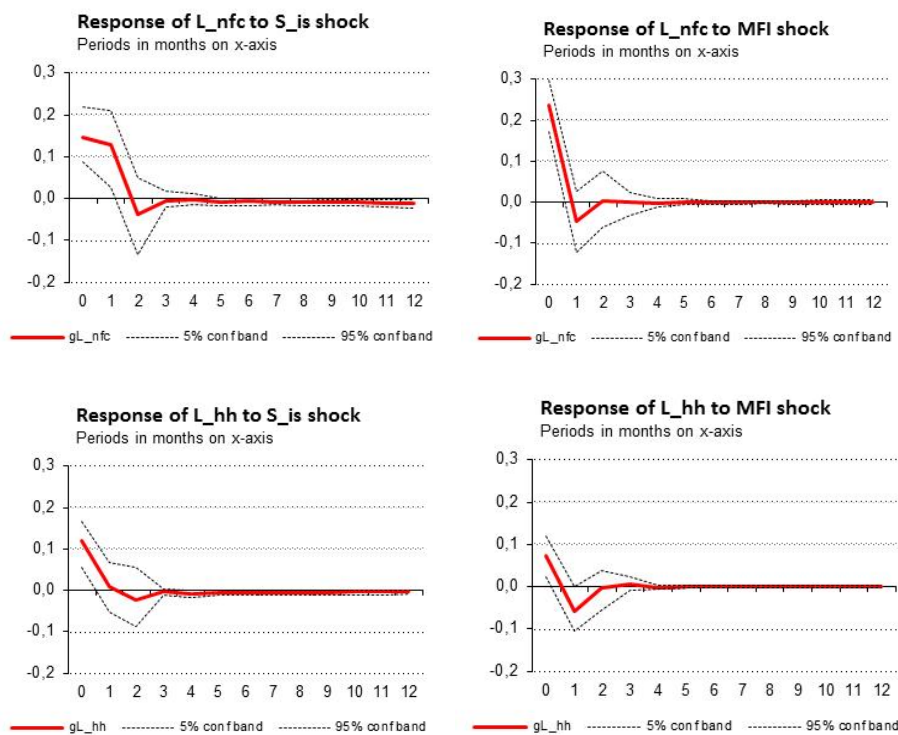 Response of L_nfc to S_is shock
Periods in months on x-axis
0,3
0,2
0,1
0,0
-0,1
-0,2
0 1 2 3 4 5 6 7 8 9 10 11 12
gL_nfc 5% conf band 95% conf band
Response of L_nfc to MFI shock
Periods in months on x-axis
0,3
0,2
0,1
0,0
-0,1
-0,2
0 1 2 3 4 5 6 7 8 9 10 11 12
gL_nfc 5% conf band 95% conf band
Response of L_hh to S_is shock
Periods in months on x-axis
0,3
0,2
0,1
0,0
-0,1
-0,2
0 1 2 3 4 5 6 7 8 9 10 11 12
gL_hh 5% conf band 95% conf band
Response of L_hh to MFI shock
Periods in months on x-axis
0,3
0,2
0,1
0,0
-0,1
-0,2
0 1 2 3 4 5 6 7 8 9 10 11 12
gL_hh 5% conf band 95% conf band